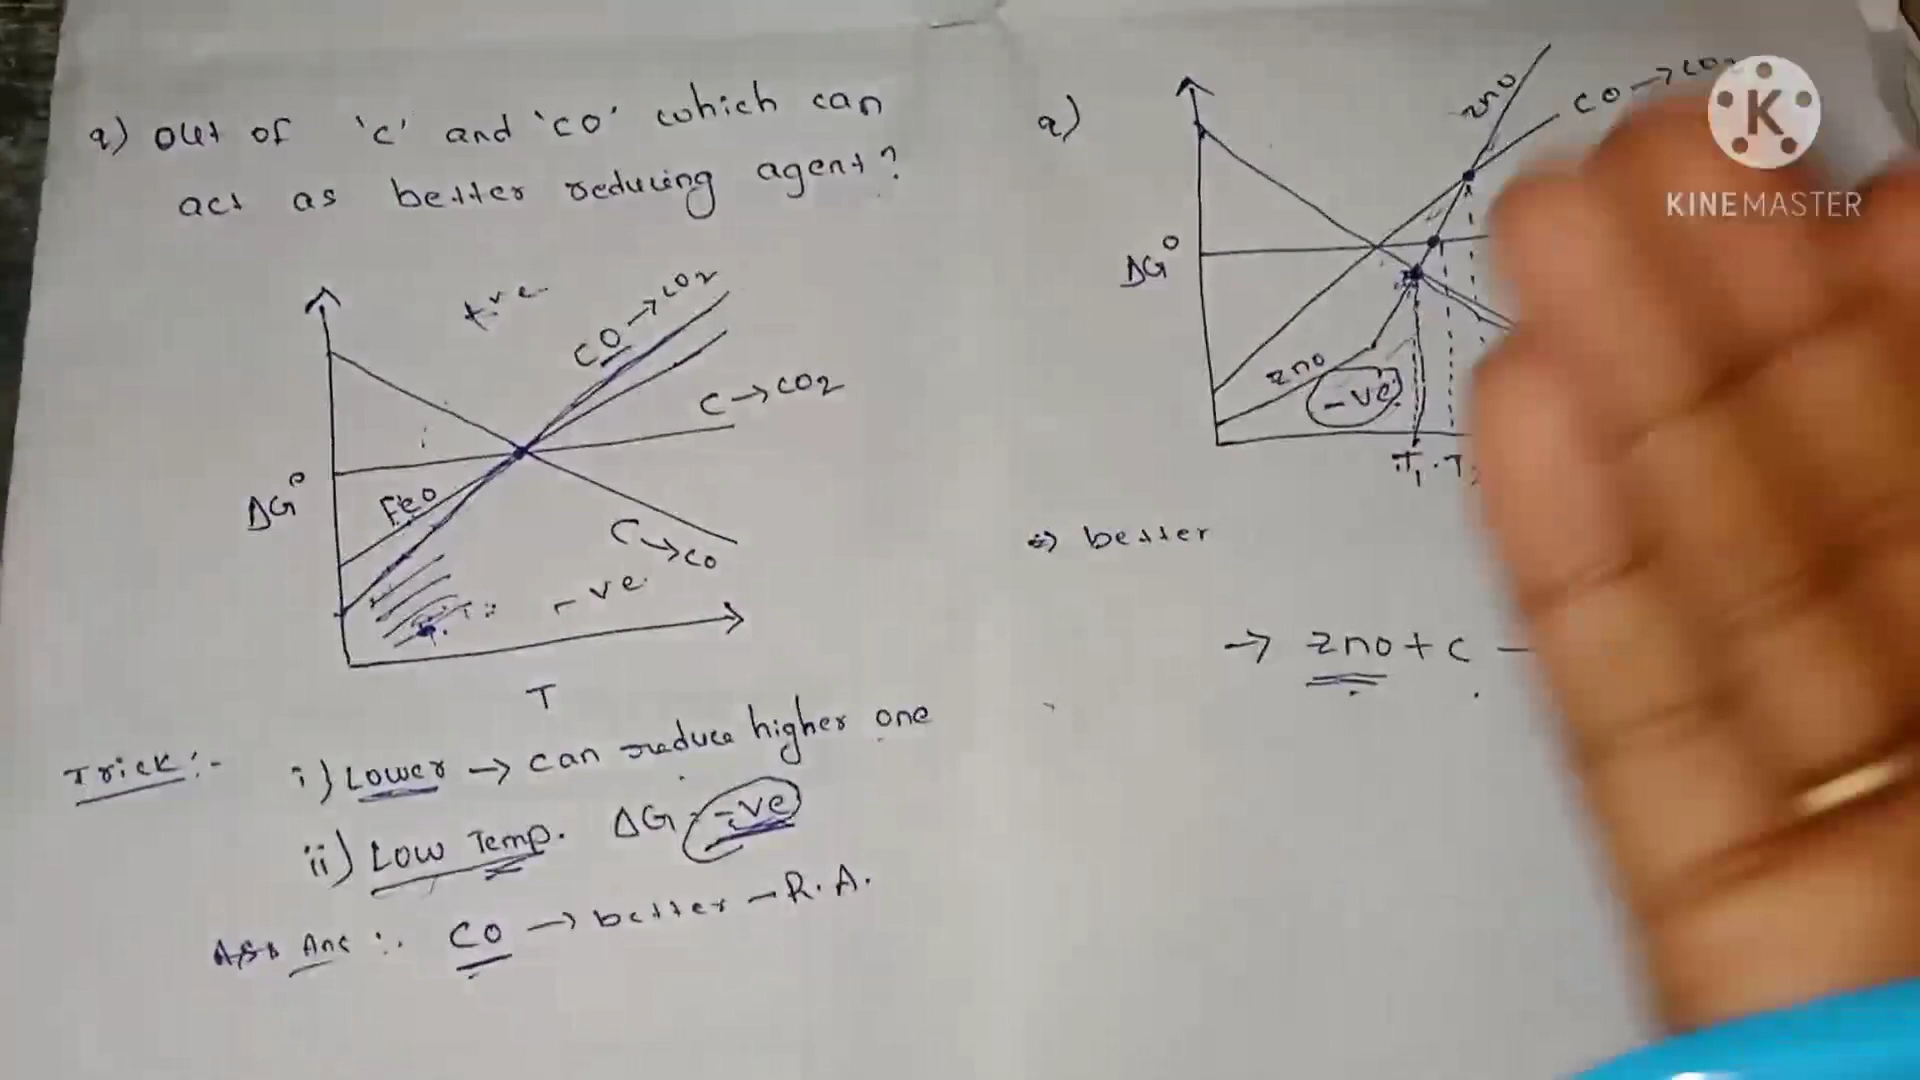 q) out of 'c' and 'co' which can
act as better reducing agent?
+ve
CO → CO2
C → CO2
ΔG°
FeO
C → CO
-ve
T
Trick:-
i) Lower → can reduce higher one
ii) Low Temp. ΔG -ve
Ans :. CO → better - R.A.
q)
ZnO
CO → CO2
ΔG°
ZnO
-ve
T1
T
=> better
→ ZnO + C -
K
KINEMASTER